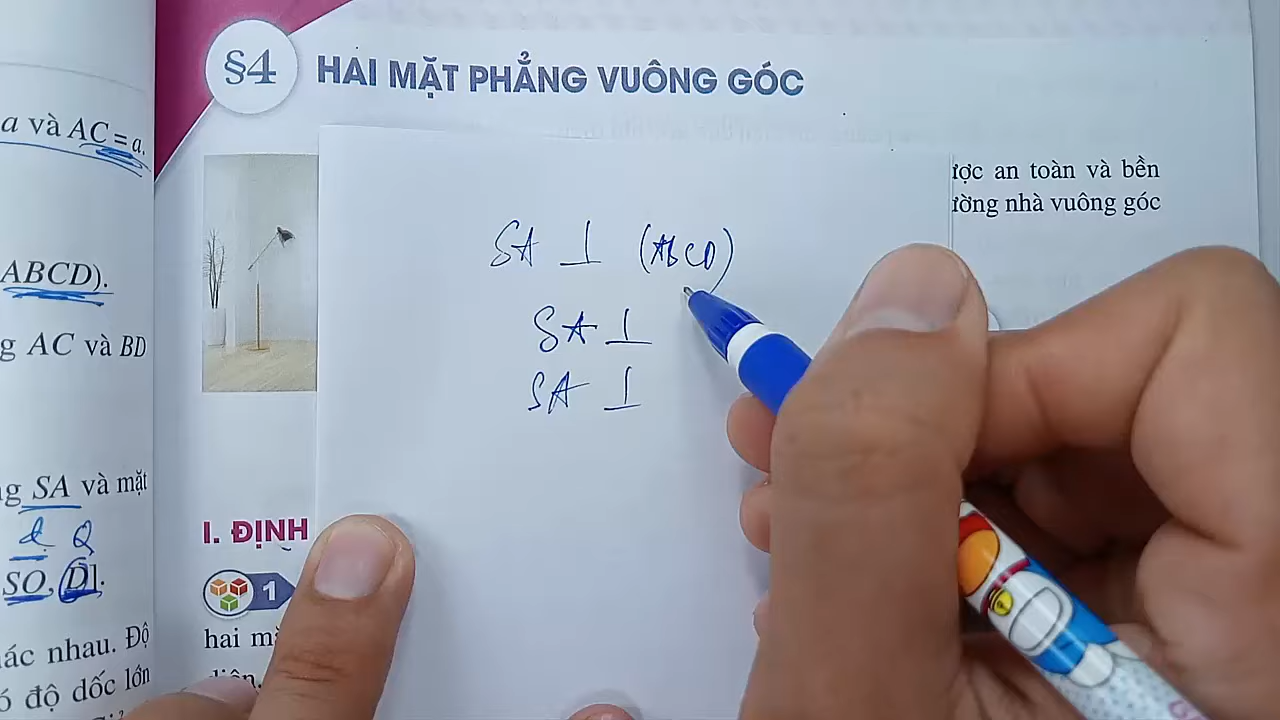 §4 HAI MẶT PHẲNG VUÔNG GÓC
a và AC = a.
ABCD).
g AC và BD
g SA và mặt
d Q
SO, D].
ác nhau. Độ
ó độ dốc lớn
ược an toàn và bền
ường nhà vuông góc
SA ⊥ (ABCD)
SA ⊥
SA ⊥
I. ĐỊNH
1
hai mặ
diện.